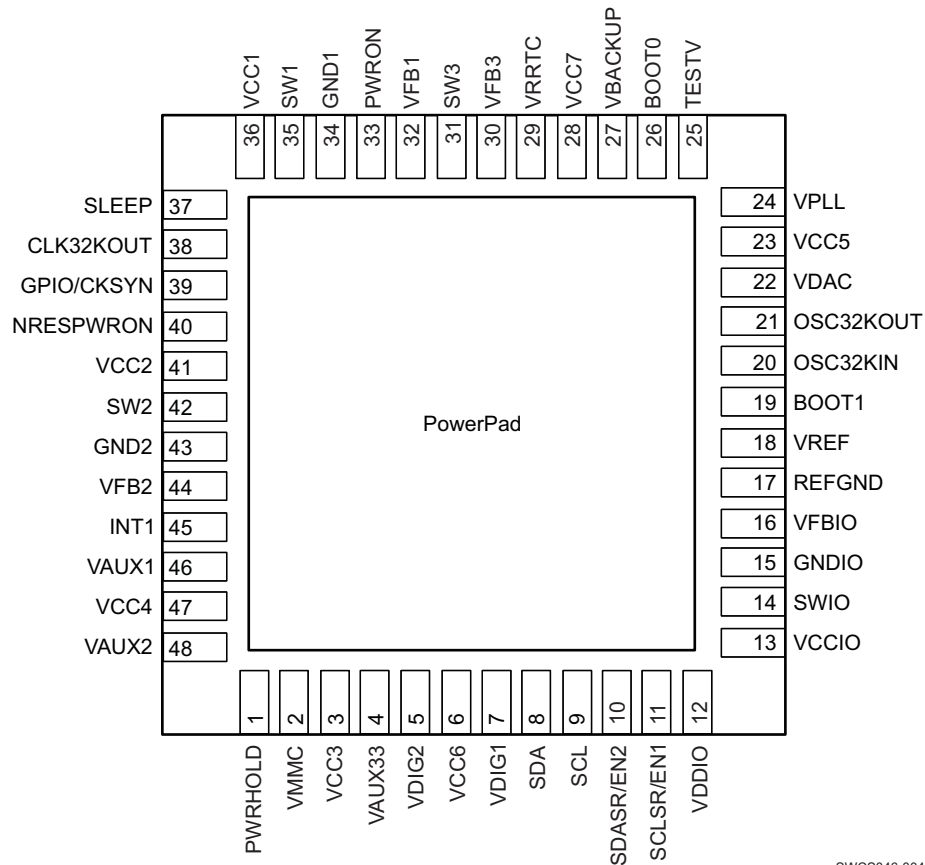 VCC1
SW1
GND1
PWRON
VFB1
SW3
VFB3
VRRTC
VCC7
VBACKUP
BOOT0
TESTV
36
35
34
33
32
31
30
29
28
27
26
25
SLEEP 37
CLK32KOUT 38
GPIO/CKSYN 39
NRESPWRON 40
VCC2 41
SW2 42
GND2 43
VFB2 44
INT1 45
VAUX1 46
VCC4 47
VAUX2 48
PowerPad
24 VPLL
23 VCC5
22 VDAC
21 OSC32KOUT
20 OSC32KIN
19 BOOT1
18 VREF
17 REFGND
16 VFBIO
15 GNDIO
14 SWIO
13 VCCIO
1
2
3
4
5
6
7
8
9
10
11
12
PWRHOLD
VMMC
VCC3
VAUX33
VDIG2
VCC6
VDIG1
SDA
SCL
SDASR/EN2
SCLSR/EN1
VDDIO